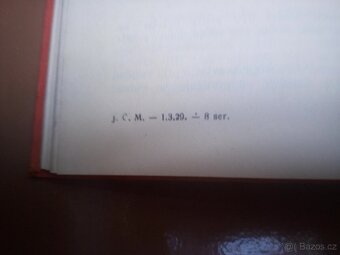 j. Č. M. — 1.3.29. — 8 ser.
@ Bazos.cz